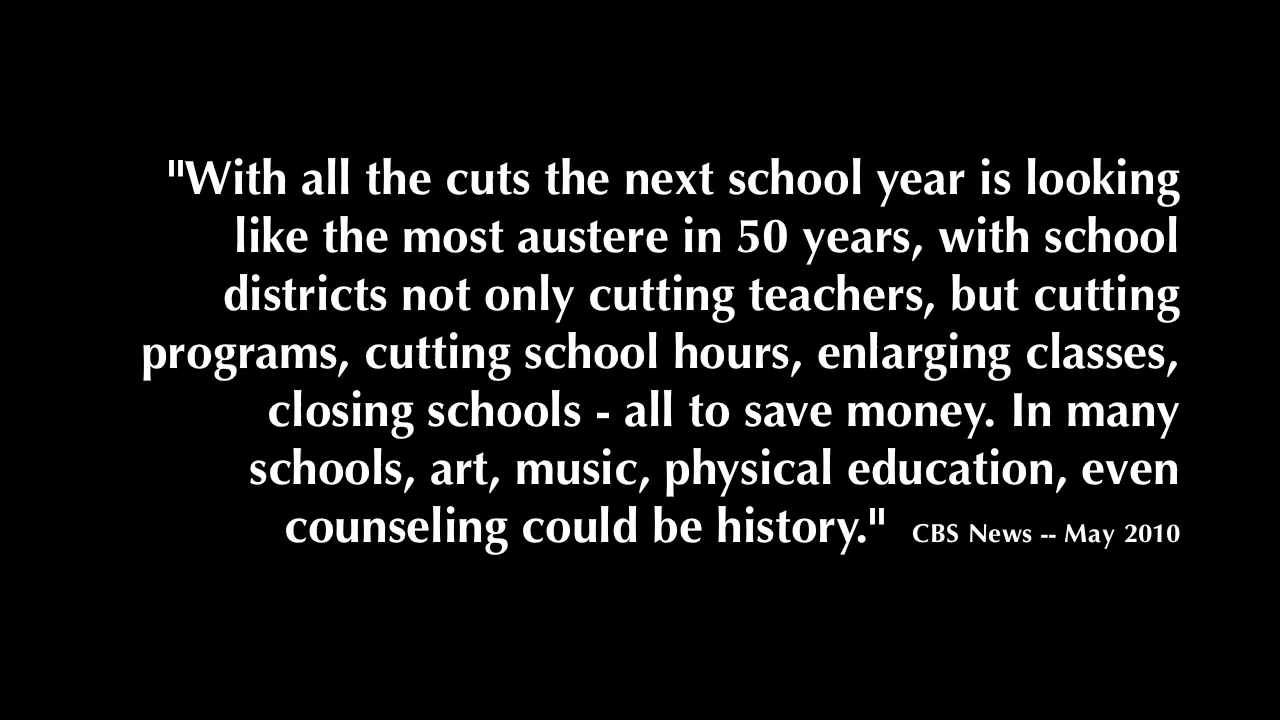 "With all the cuts the next school year is looking
like the most austere in 50 years, with school
districts not only cutting teachers, but cutting
programs, cutting school hours, enlarging classes,
closing schools - all to save money. In many
schools, art, music, physical education, even
counseling could be history." CBS News -- May 2010